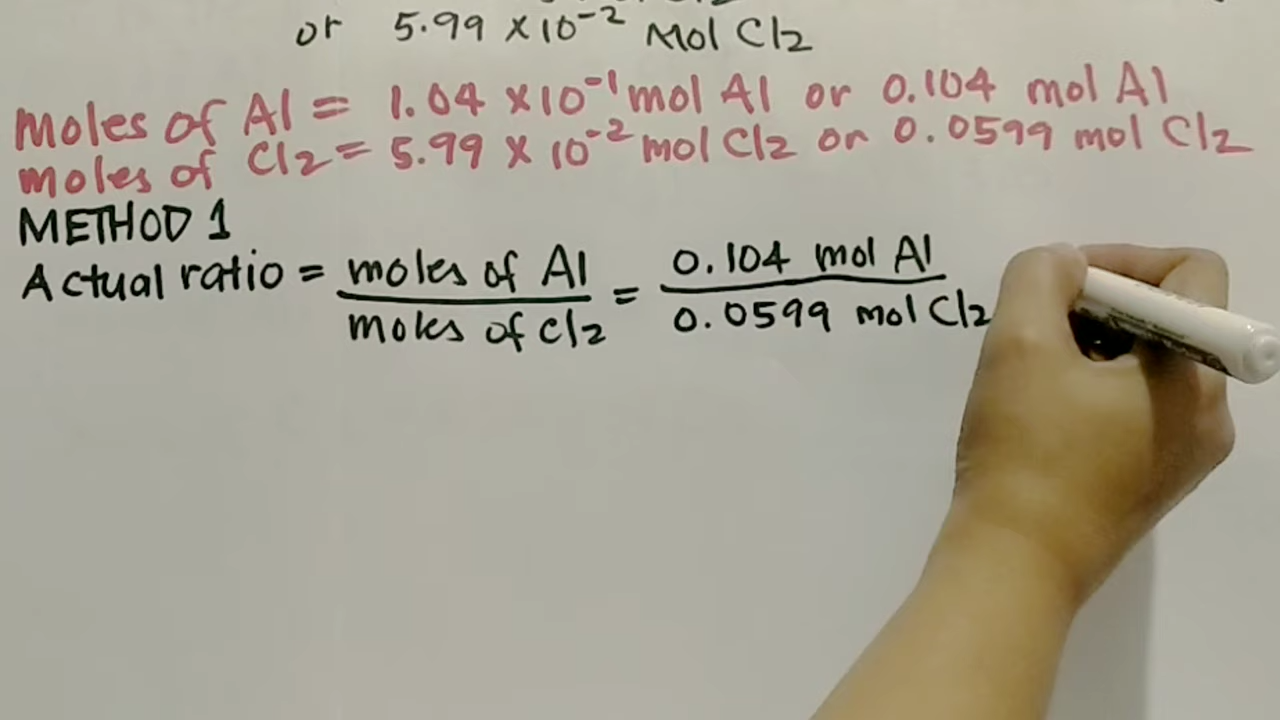 or 5.99 × 10⁻² Mol Cl₂
moles of Al = 1.04 × 10⁻¹ mol Al or 0.104 mol Al
moles of Cl₂ = 5.99 × 10⁻² mol Cl₂ or 0.0599 mol Cl₂
METHOD 1
Actual ratio = moles of Al / moles of Cl₂ = 0.104 mol Al / 0.0599 mol Cl₂